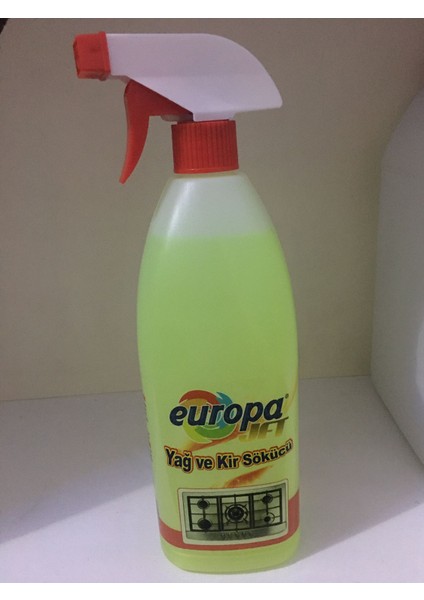 europa®
JET
Yağ ve Kir Sökücü